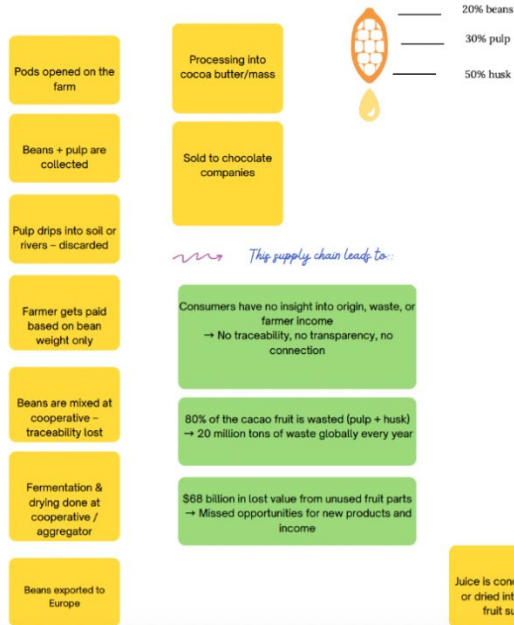 Pods opened on the
farm
Beans + pulp are
collected
Pulp drips into soil or
rivers – discarded
Farmer gets paid
based on bean
weight only
Beans are mixed at
cooperative –
traceability lost
Fermentation &
drying done at
cooperative /
aggregator
Beans exported to
Europe
Processing into
cocoa butter/mass
Sold to chocolate
companies
20% beans
30% pulp
50% husk
This supply chain leads to::
Consumers have no insight into origin, waste, or
farmer income
→ No traceability, no transparency, no
connection
80% of the cacao fruit is wasted (pulp + husk)
→ 20 million tons of waste globally every year
$68 billion in lost value from unused fruit parts
→ Missed opportunities for new products and
income
Juice is
or dried
fruit